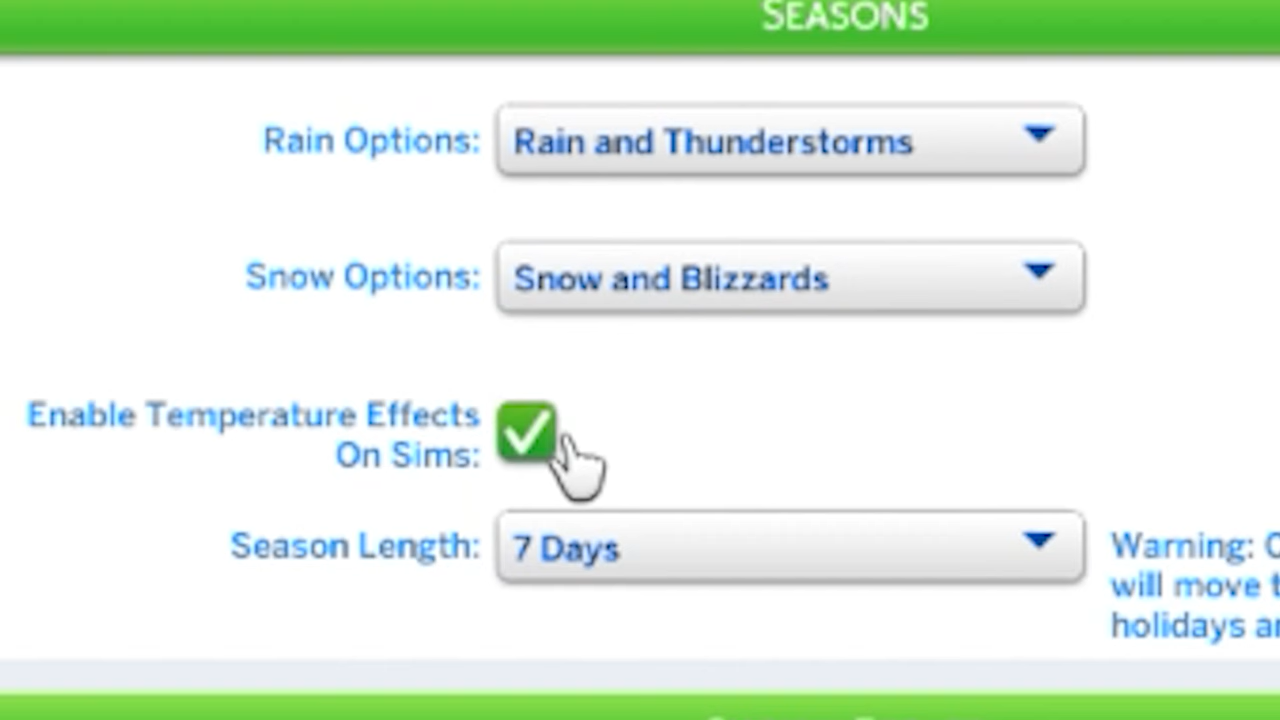 SEASONS
Rain Options: Rain and Thunderstorms
Snow Options: Snow and Blizzards
Enable Temperature Effects
On Sims:
Season Length: 7 Days
Warning:
will move
holidays